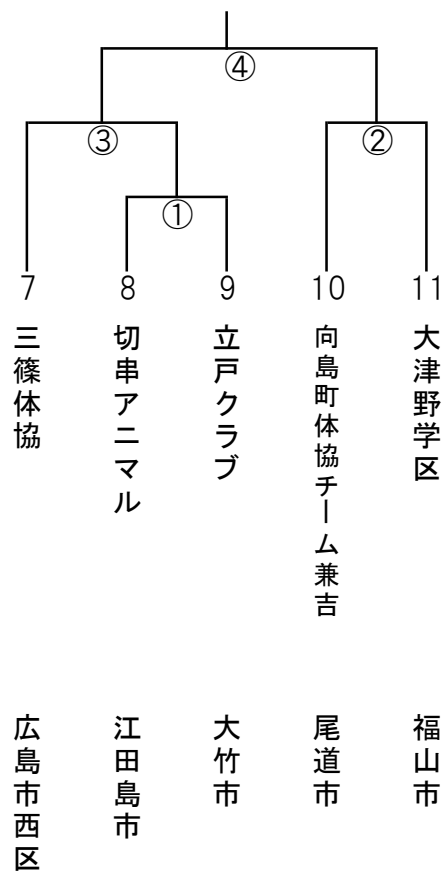 ④
③
②
①
7
8
9
10
11
三篠体協
切串アニマル
立戸クラブ
向島町体協チーム兼吉
大津野学区
広島市西区
江田島市
大竹市
尾道市
福山市